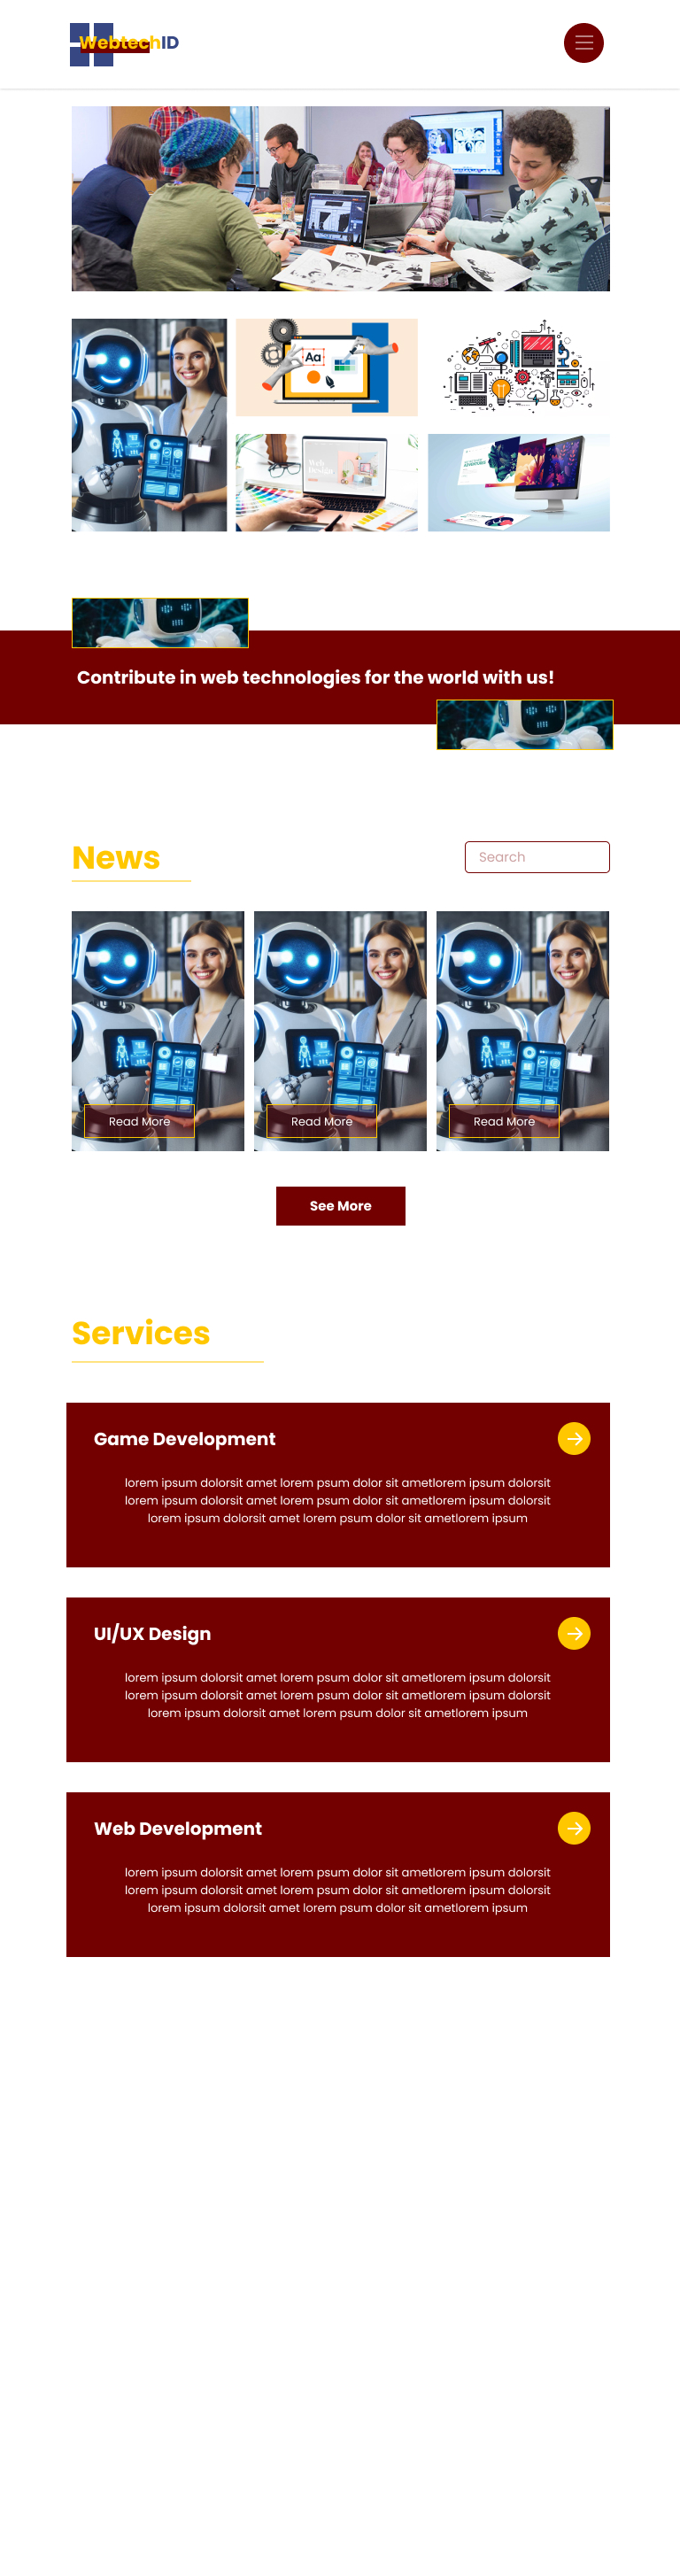 WebtechID
Aa
Web
Design
Contribute in web technologies for the world with us!
News
Search
Read More
Read More
Read More
See More
Services
Game Development
lorem ipsum dolorsit amet lorem psum dolor sit ametlorem ipsum dolorsit
lorem ipsum dolorsit amet lorem psum dolor sit ametlorem ipsum dolorsit
lorem ipsum dolorsit amet lorem psum dolor sit ametlorem ipsum
UI/UX Design
lorem ipsum dolorsit amet lorem psum dolor sit ametlorem ipsum dolorsit
lorem ipsum dolorsit amet lorem psum dolor sit ametlorem ipsum dolorsit
lorem ipsum dolorsit amet lorem psum dolor sit ametlorem ipsum
Web Development
lorem ipsum dolorsit amet lorem psum dolor sit ametlorem ipsum dolorsit
lorem ipsum dolorsit amet lorem psum dolor sit ametlorem ipsum dolorsit
lorem ipsum dolorsit amet lorem psum dolor sit ametlorem ipsum